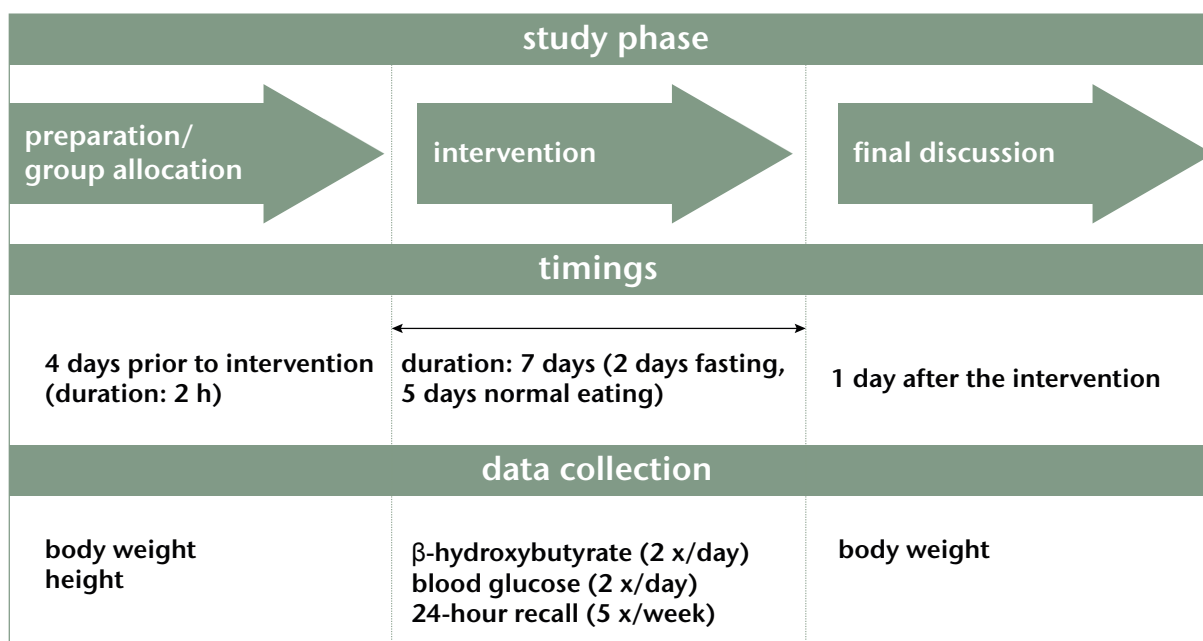 study phase
preparation/
group allocation
intervention
final discussion
timings
4 days prior to intervention
(duration: 2 h)
duration: 7 days (2 days fasting,
5 days normal eating)
1 day after the intervention
data collection
body weight
height
β-hydroxybutyrate (2 x/day)
blood glucose (2 x/day)
24-hour recall (5 x/week)
body weight